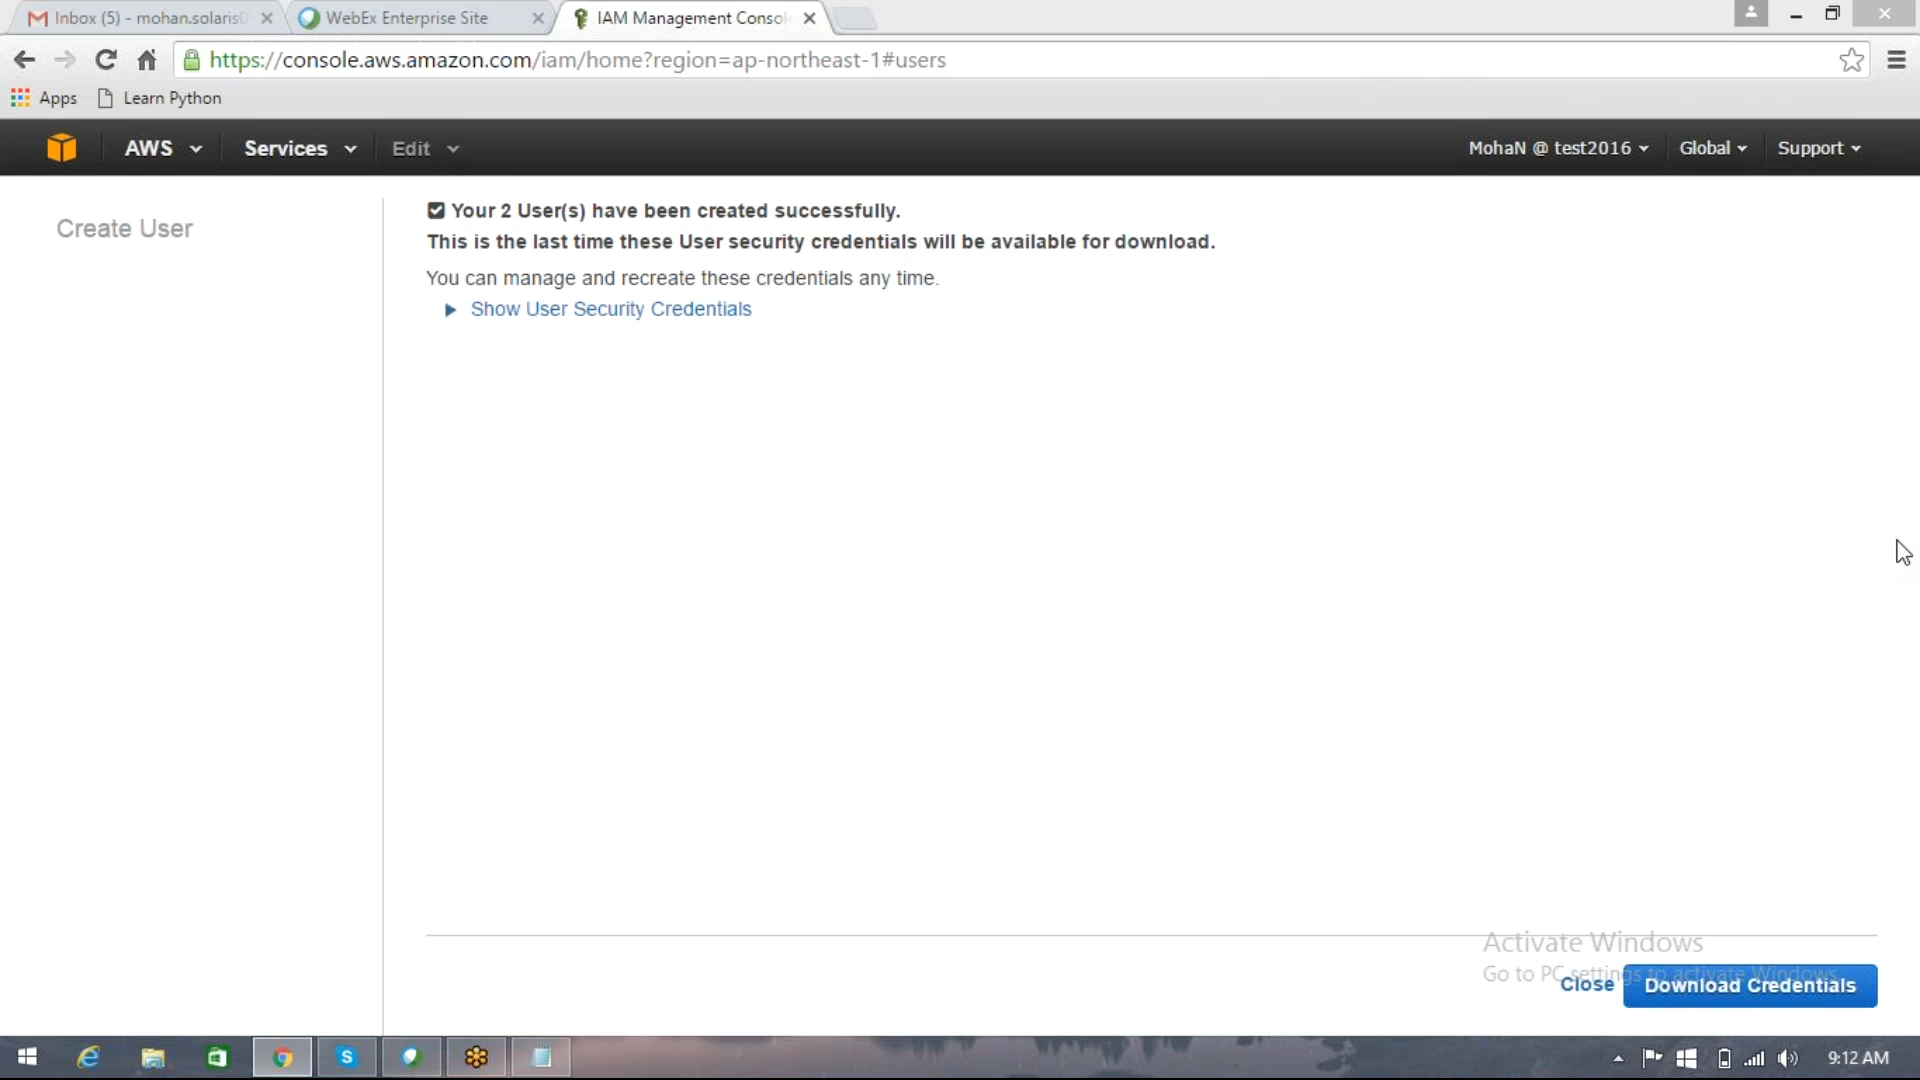 Inbox (5) - mohan.solaris
WebEx Enterprise Site
IAM Management Consol
https://console.aws.amazon.com/iam/home?region=ap-northeast-1#users
Apps
Learn Python
AWS
Services
Edit
MohaN @ test2016
Global
Support
Create User
Your 2 User(s) have been created successfully.
This is the last time these User security credentials will be available for download.
You can manage and recreate these credentials any time.
Show User Security Credentials
Activate Windows
Go to PC settings to activate Windows.
Close
Download Credentials
9:12 AM